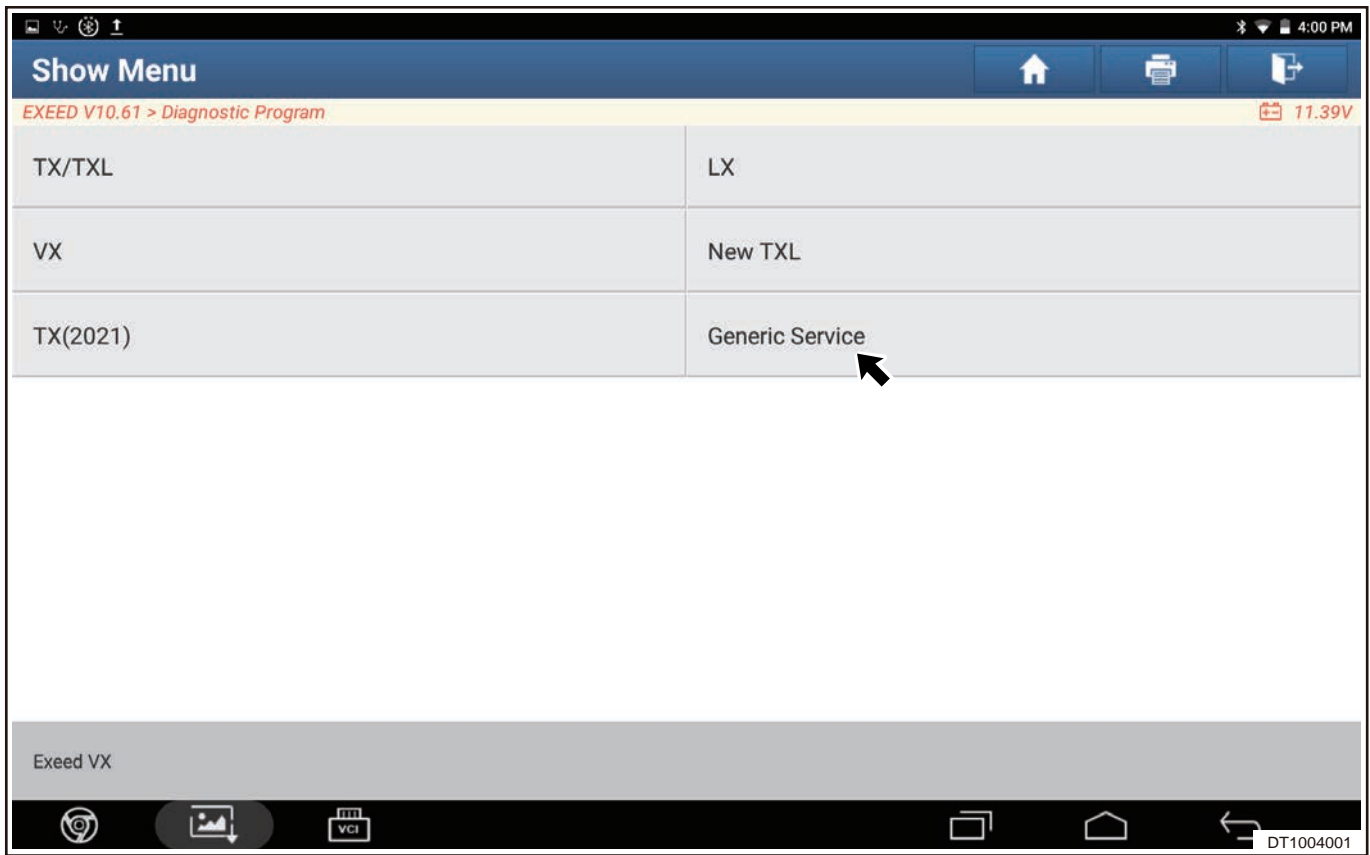 4:00 PM
Show Menu
EXEED V10.61 > Diagnostic Program
11.39V
TX/TXL
LX
VX
New TXL
TX(2021)
Generic Service
Exeed VX
VCI
DT1004001